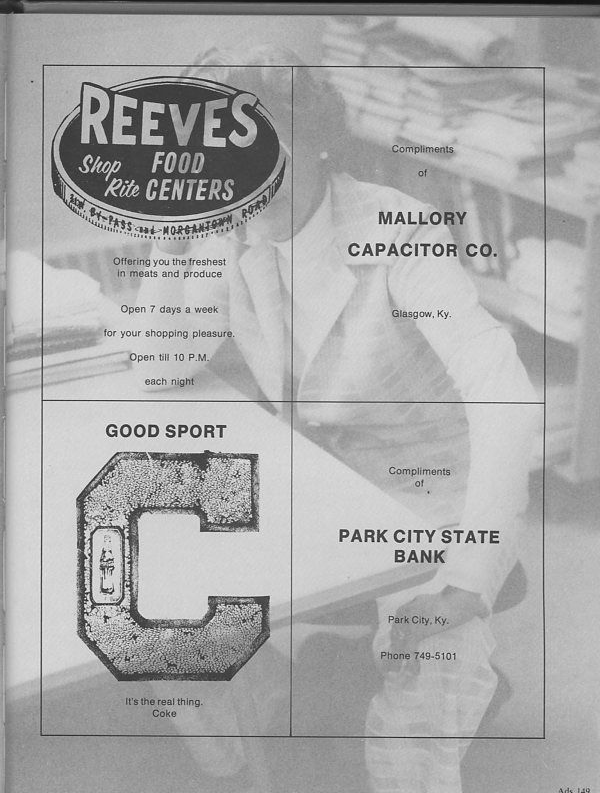 REEVES
Shop FOOD
Rite CENTERS
31W BY-PASS and MORGANTOWN ROAD
Offering you the freshest
in meats and produce
Open 7 days a week
for your shopping pleasure.
Open till 10 P.M.
each night
Compliments
of
MALLORY
CAPACITOR CO.
Glasgow, Ky.
GOOD SPORT
C
It's the real thing.
Coke
Compliments
of
PARK CITY STATE
BANK
Park City, Ky.
Phone 749-5101
Ads 149